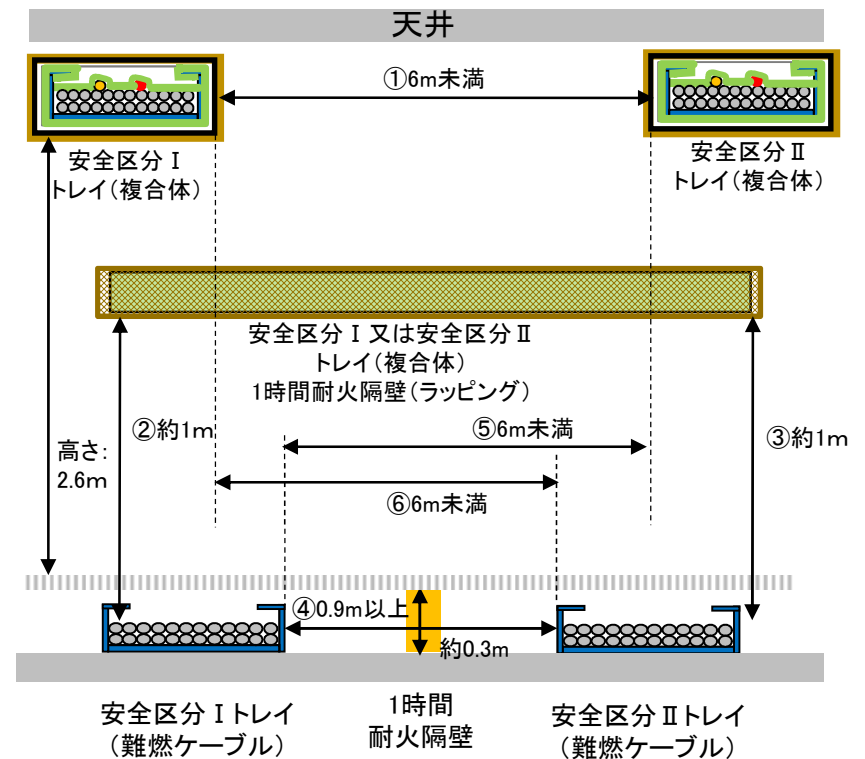 天井
①6m未満
安全区分Ⅰ
トレイ(複合体)
安全区分Ⅱ
トレイ(複合体)
安全区分Ⅰ又は安全区分Ⅱ
トレイ(複合体)
1時間耐火隔壁(ラッピング)
②約1m
⑤6m未満
③約1m
高さ:
2.6m
⑥6m未満
④0.9m以上
約0.3m
安全区分Ⅰトレイ
(難燃ケーブル)
1時間
耐火隔壁
安全区分Ⅱトレイ
(難燃ケーブル)